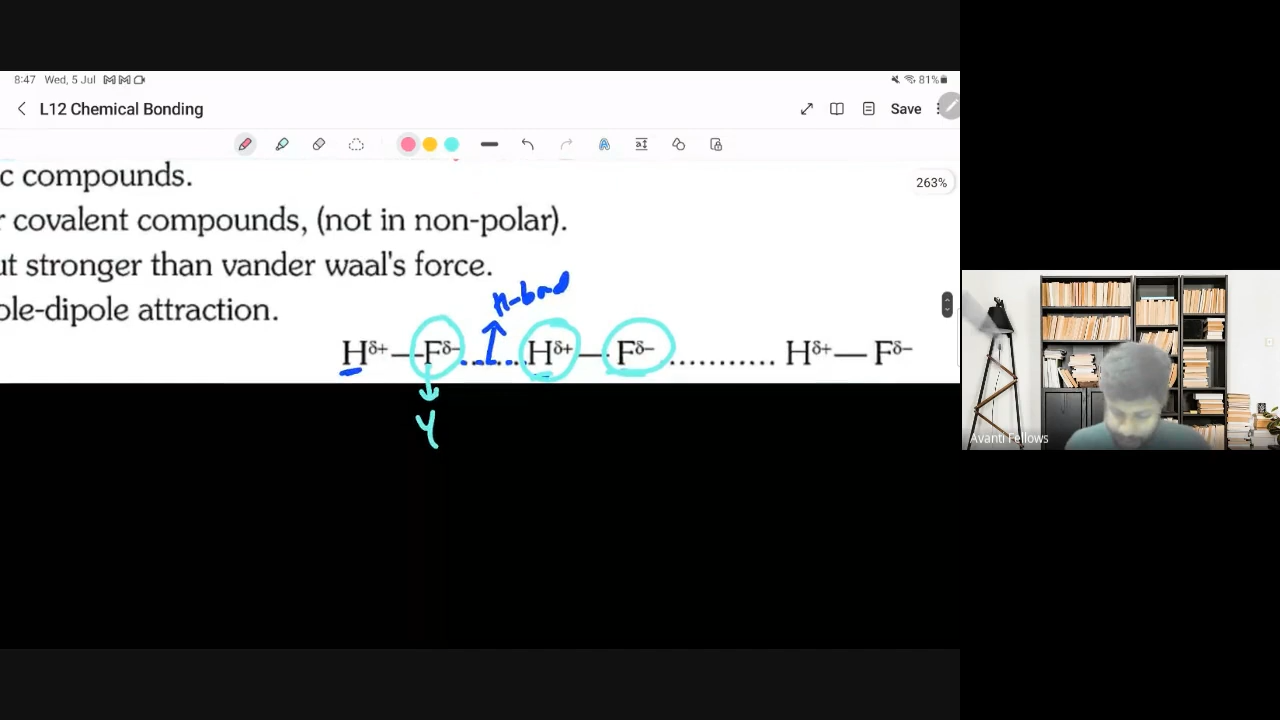 8:47 Wed, 5 Jul
81%
L12 Chemical Bonding
Save
263%
c compounds.
r covalent compounds, (not in non-polar).
ut stronger than vander waal's force.
ole-dipole attraction.
H-bond
Hδ+—Fδ-.........Hδ+—Fδ-...........Hδ+—Fδ-
Y
Avanti Fellows